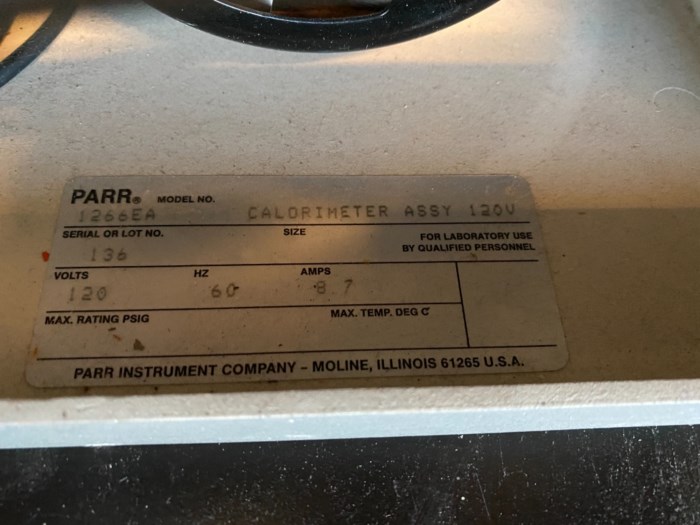 PARR® MODEL NO.
1266EA CALORIMETER ASSY 120V
SERIAL OR LOT NO. SIZE FOR LABORATORY USE
136 BY QUALIFIED PERSONNEL
VOLTS HZ AMPS
120 60 8.7
MAX. RATING PSIG MAX. TEMP. DEG C
PARR INSTRUMENT COMPANY – MOLINE, ILLINOIS 61265 U.S.A.